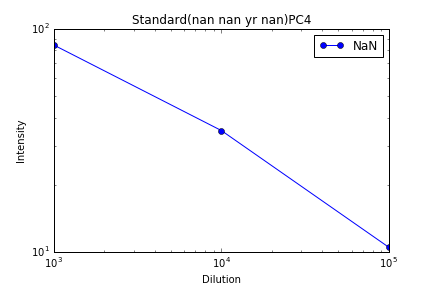 Standard(nan nan yr nan)PC4
10²
NaN
Intensity
10¹
10³ 10⁴ 10⁵
Dilution